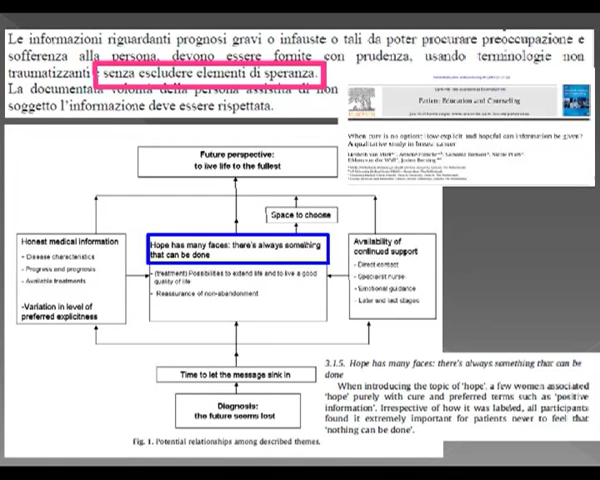 Le informazioni riguardanti prognosi gravi o infauste o tali da poter procurare preoccupazione e
sofferenza alla persona, devono essere fornite con prudenza, usando terminologie non
traumatizzanti e senza escludere elementi di speranza.
La documentata volontà della persona assistita di non
soggetto l'informazione deve essere rispettata.
ELSEVIER
Patient Education and Counseling
When cure is no option: How explicit and hopeful can information be given?
A qualitative study in breast cancer
Future perspective:
to live life to the fullest
Space to choose
Honest medical information
- Disease characteristics
- Progress and prognosis
- Available treatments
-Variation in level of
preferred explicitness
Hope has many faces: there's always something
that can be done
- (treatment) Possibilities to extend life and to live a good
quality of life
- Reassurance of non-abandonment
Availability of
continued support
- Direct contact
- Specialist nurse
- Emotional guidance
- Later and last stages
Time to let the message sink in
Diagnosis:
the future seems lost
Fig. 1. Potential relationships among described themes.
3.1.5. Hope has many faces: there's always something that can be
done
When introducing the topic of 'hope', a few women associated
'hope' purely with cure and preferred terms such as 'positive
information'. Irrespective of how it was labeled, all participants
found it extremely important for patients never to feel that
'nothing can be done'.